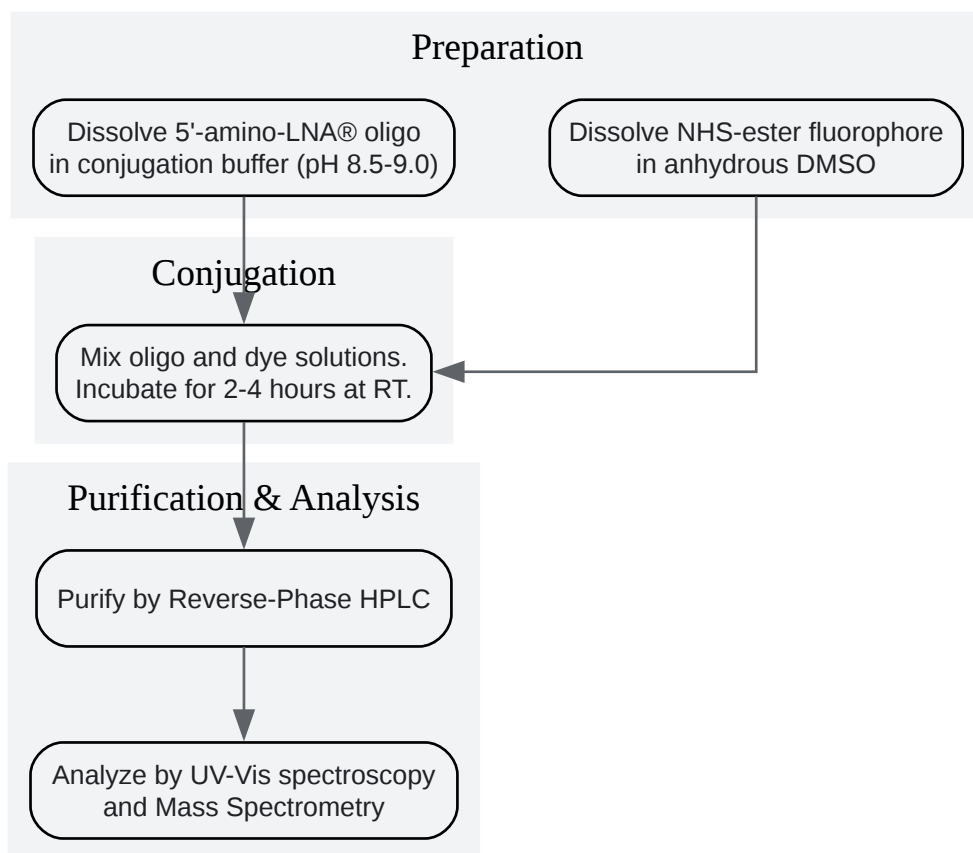 Preparation
Dissolve 5'-amino-LNA® oligo
in conjugation buffer (pH 8.5-9.0)
Dissolve NHS-ester fluorophore
in anhydrous DMSO
Conjugation
Mix oligo and dye solutions.
Incubate for 2-4 hours at RT.
Purification & Analysis
Purify by Reverse-Phase HPLC
Analyze by UV-Vis spectroscopy
and Mass Spectrometry